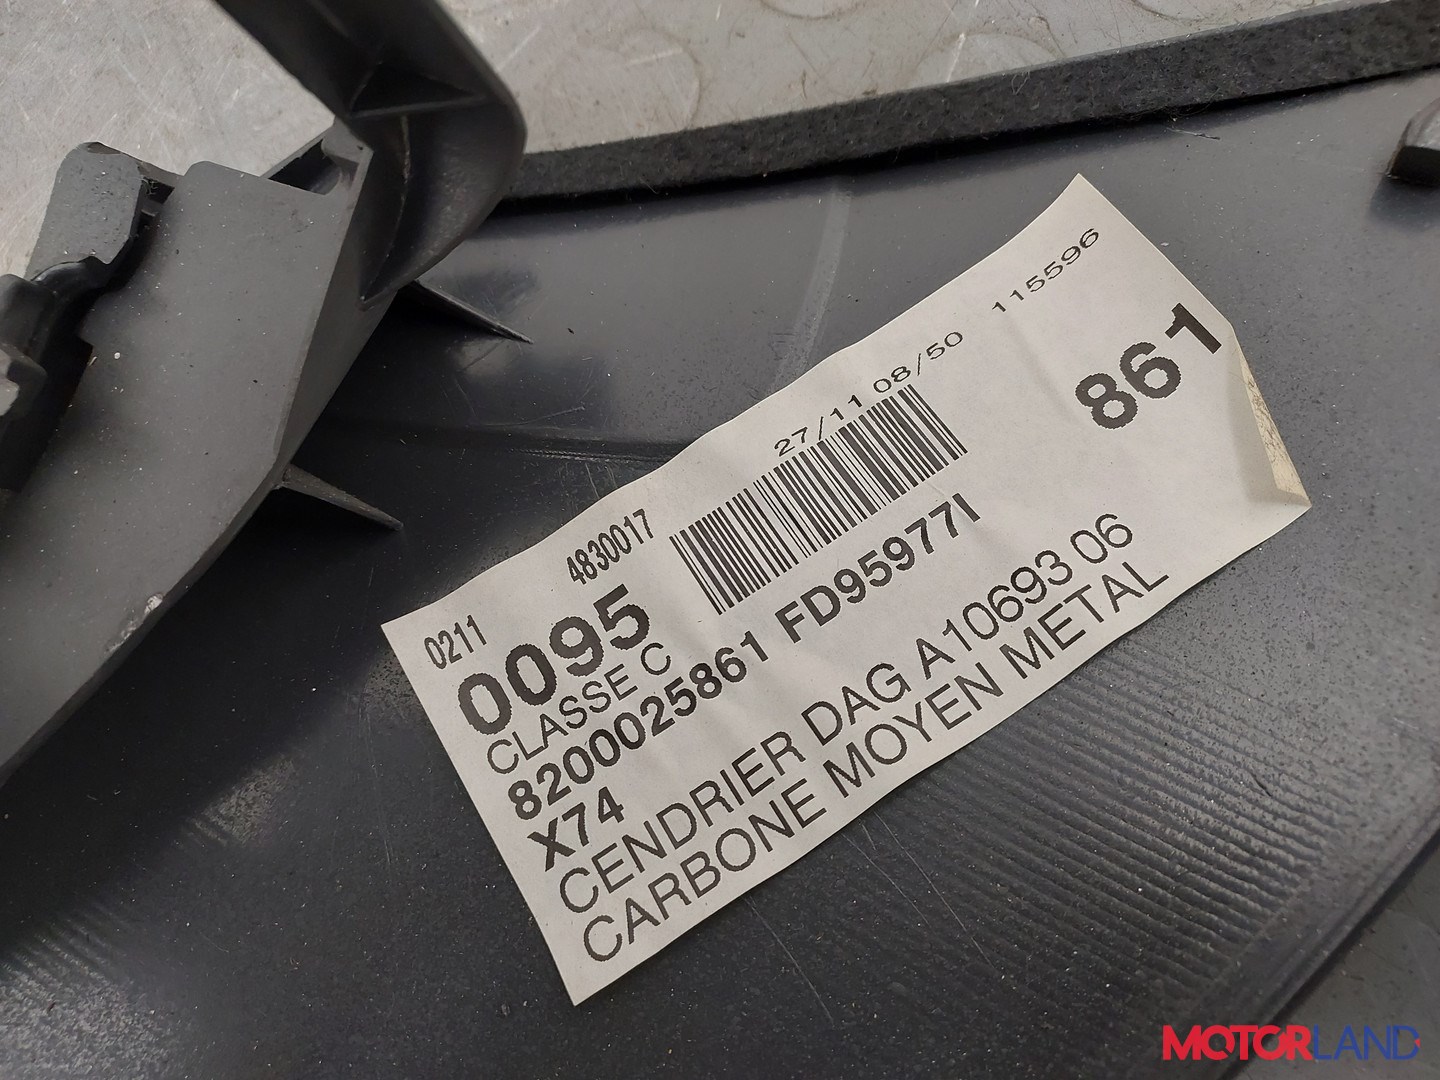 27/11 08/50 115596
861
0211 4830017
0095
CLASSE C
8200025861 FD95977I
X74
CENDRIER DAG A10693 06
CARBONE MOYEN METAL
MOTORLAND